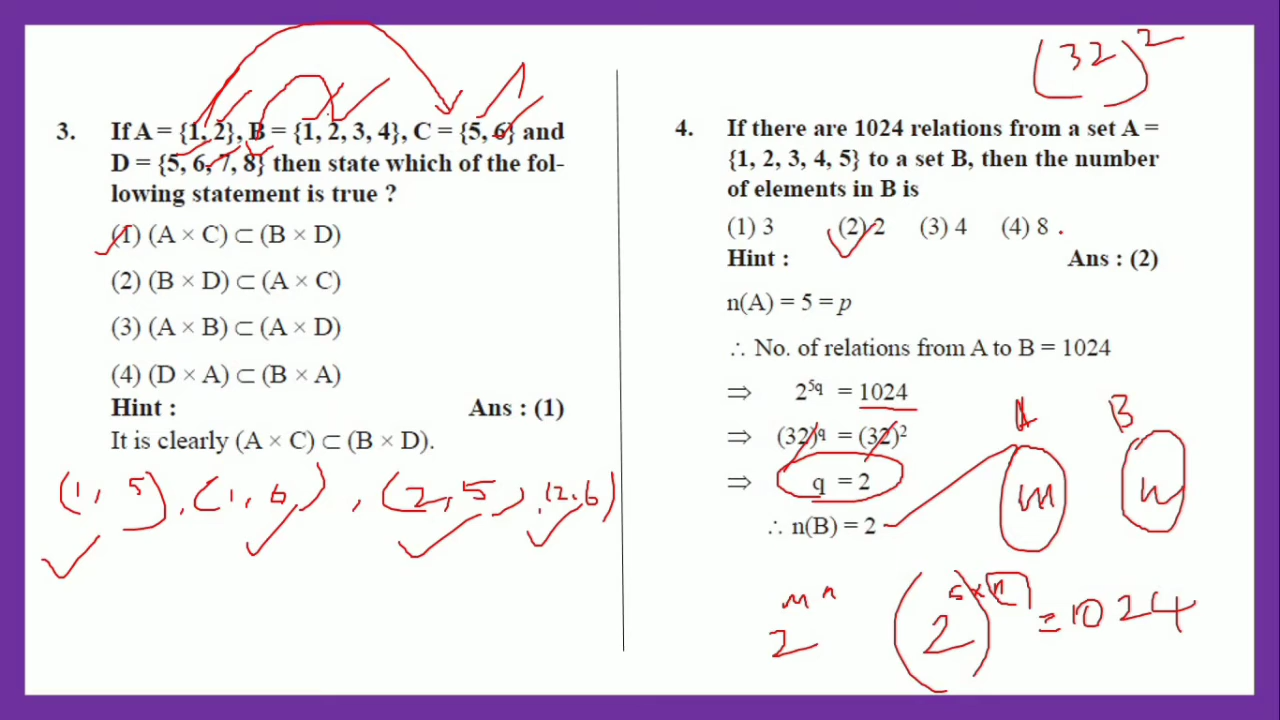 3. If A = {1, 2}, B = {1, 2, 3, 4}, C = {5, 6} and
D = {5, 6, 7, 8} then state which of the fol-
lowing statement is true ?
(1) (A × C) ⊂ (B × D)
(2) (B × D) ⊂ (A × C)
(3) (A × B) ⊂ (A × D)
(4) (D × A) ⊂ (B × A)
Hint : Ans : (1)
It is clearly (A × C) ⊂ (B × D).
(1, 5), (1, 6), (2, 5), (2, 6)
(32)²
4. If there are 1024 relations from a set A =
{1, 2, 3, 4, 5} to a set B, then the number
of elements in B is
(1) 3 (2) 2 (3) 4 (4) 8 .
Hint : Ans : (2)
n(A) = 5 = p
∴ No. of relations from A to B = 1024
⇒ 2^5q = 1024
⇒ (32)^q = (32)²
⇒ q = 2
∴ n(B) = 2
A B
m n
2^mn (2)^5×n = 1024